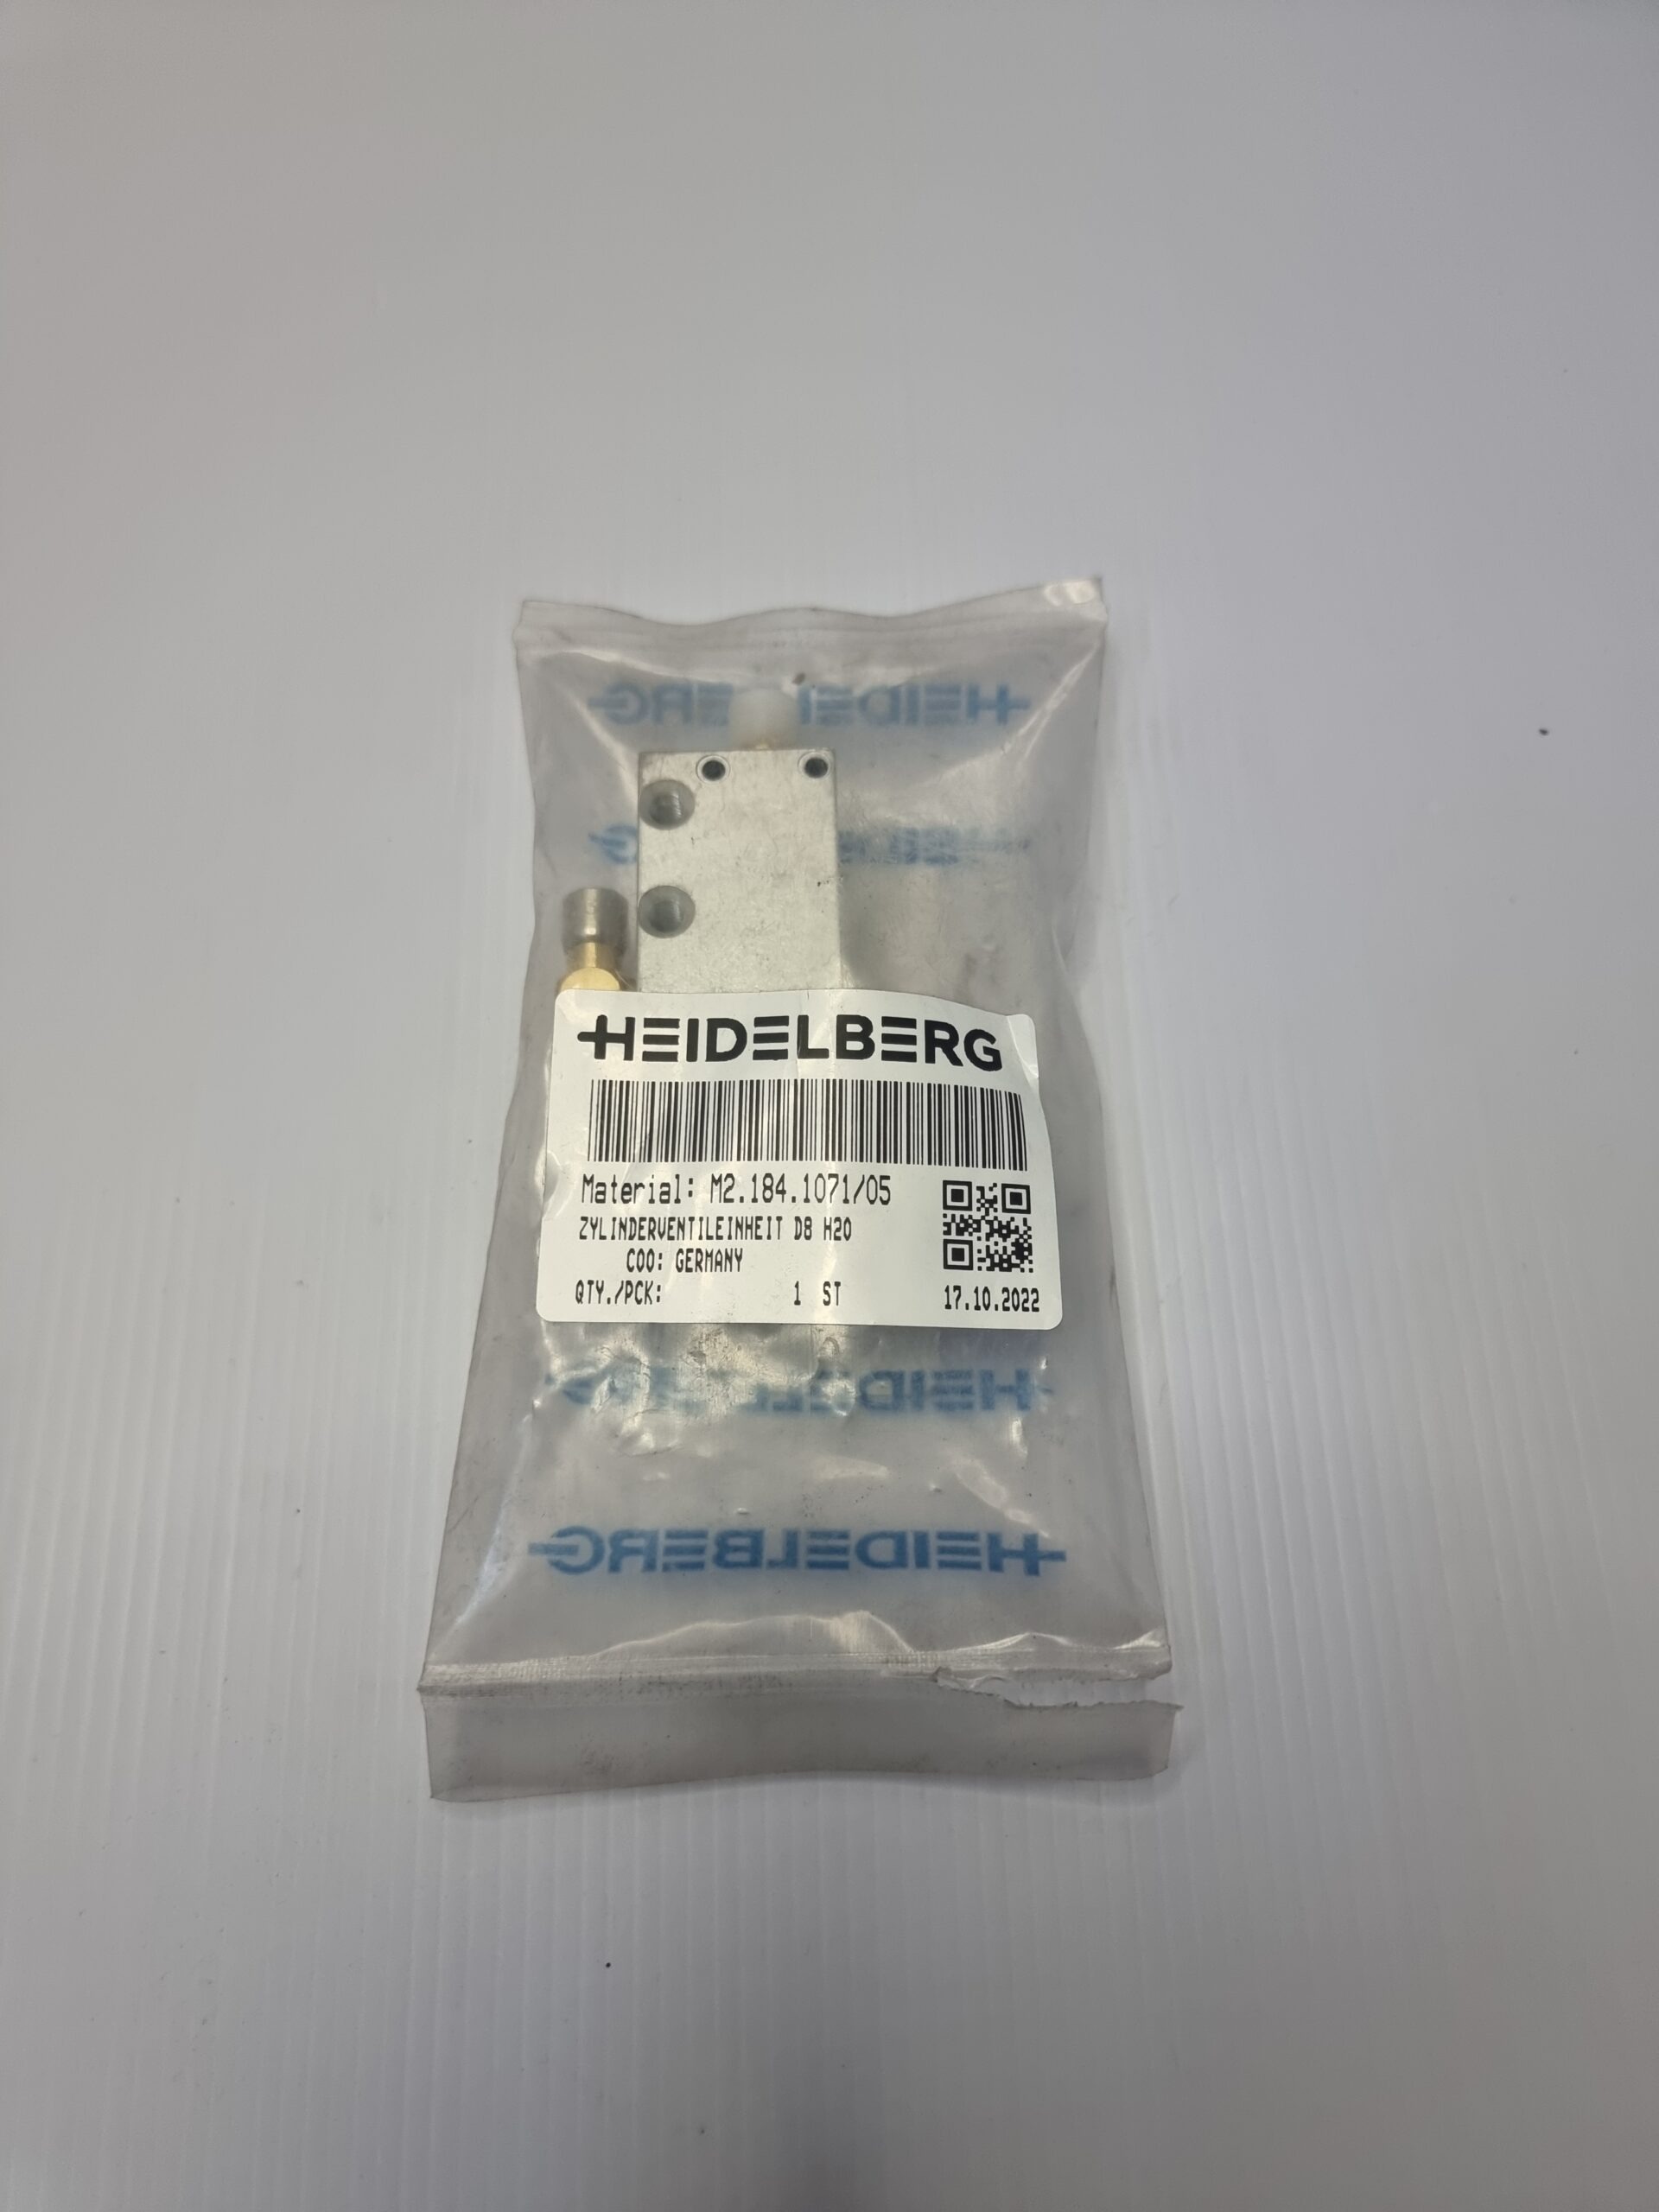 HEIDELBERG
HEIDELBERG
Material: M2.184.1071/05
ZYLINDERVENTILEINHEIT D8 H20
COO: GERMANY
QTY./PCK: 1 ST 17.10.2022
HEIDELBERG
HEIDELBERG